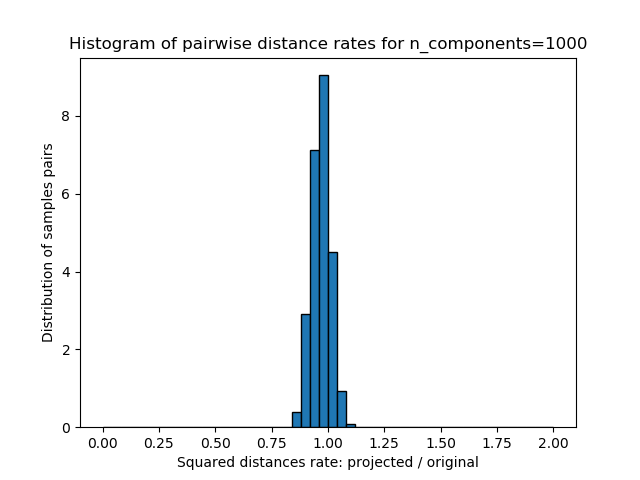 Histogram of pairwise distance rates for n_components=1000
Distribution of samples pairs
8
6
4
2
0
0.00 0.25 0.50 0.75 1.00 1.25 1.50 1.75 2.00
Squared distances rate: projected / original